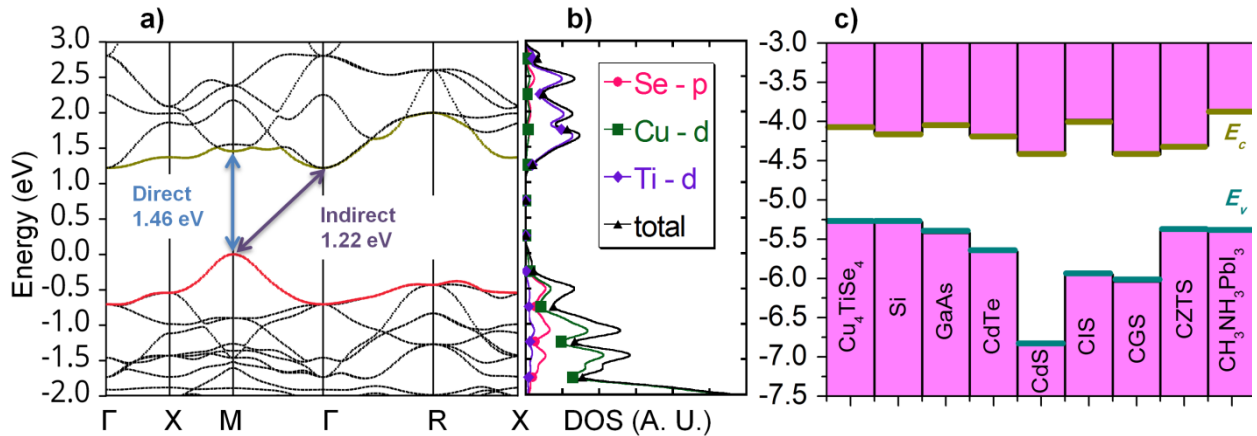 a)
Energy (eV)
3.0
2.5
2.0
1.5
1.0
0.5
0.0
-0.5
-1.0
-1.5
-2.0
Direct
1.46 eV
Indirect
1.22 eV
Γ X M Γ R X
b)
Se - p
Cu - d
Ti - d
total
DOS (A. U.)
c)
-3.0
-3.5
-4.0
-4.5
-5.0
-5.5
-6.0
-6.5
-7.0
-7.5
E_c
E_v
Cu₄TiSe₄
Si
GaAs
CdTe
CdS
CIS
CGS
CZTS
CH₃NH₃PbI₃